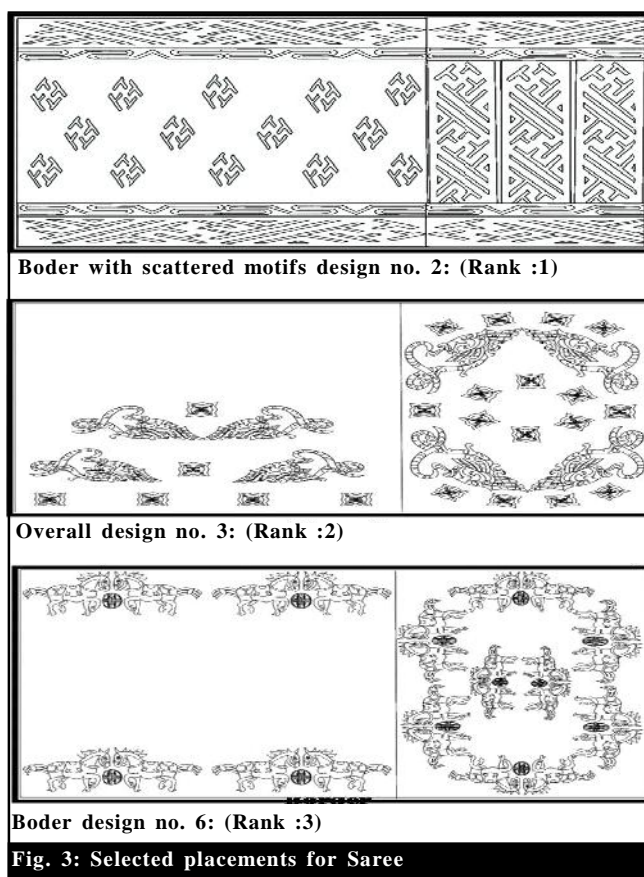 Boder with scattered motifs design no. 2: (Rank :1)
Overall design no. 3: (Rank :2)
Border
Boder design no. 6: (Rank :3)
Fig. 3: Selected placements for Saree